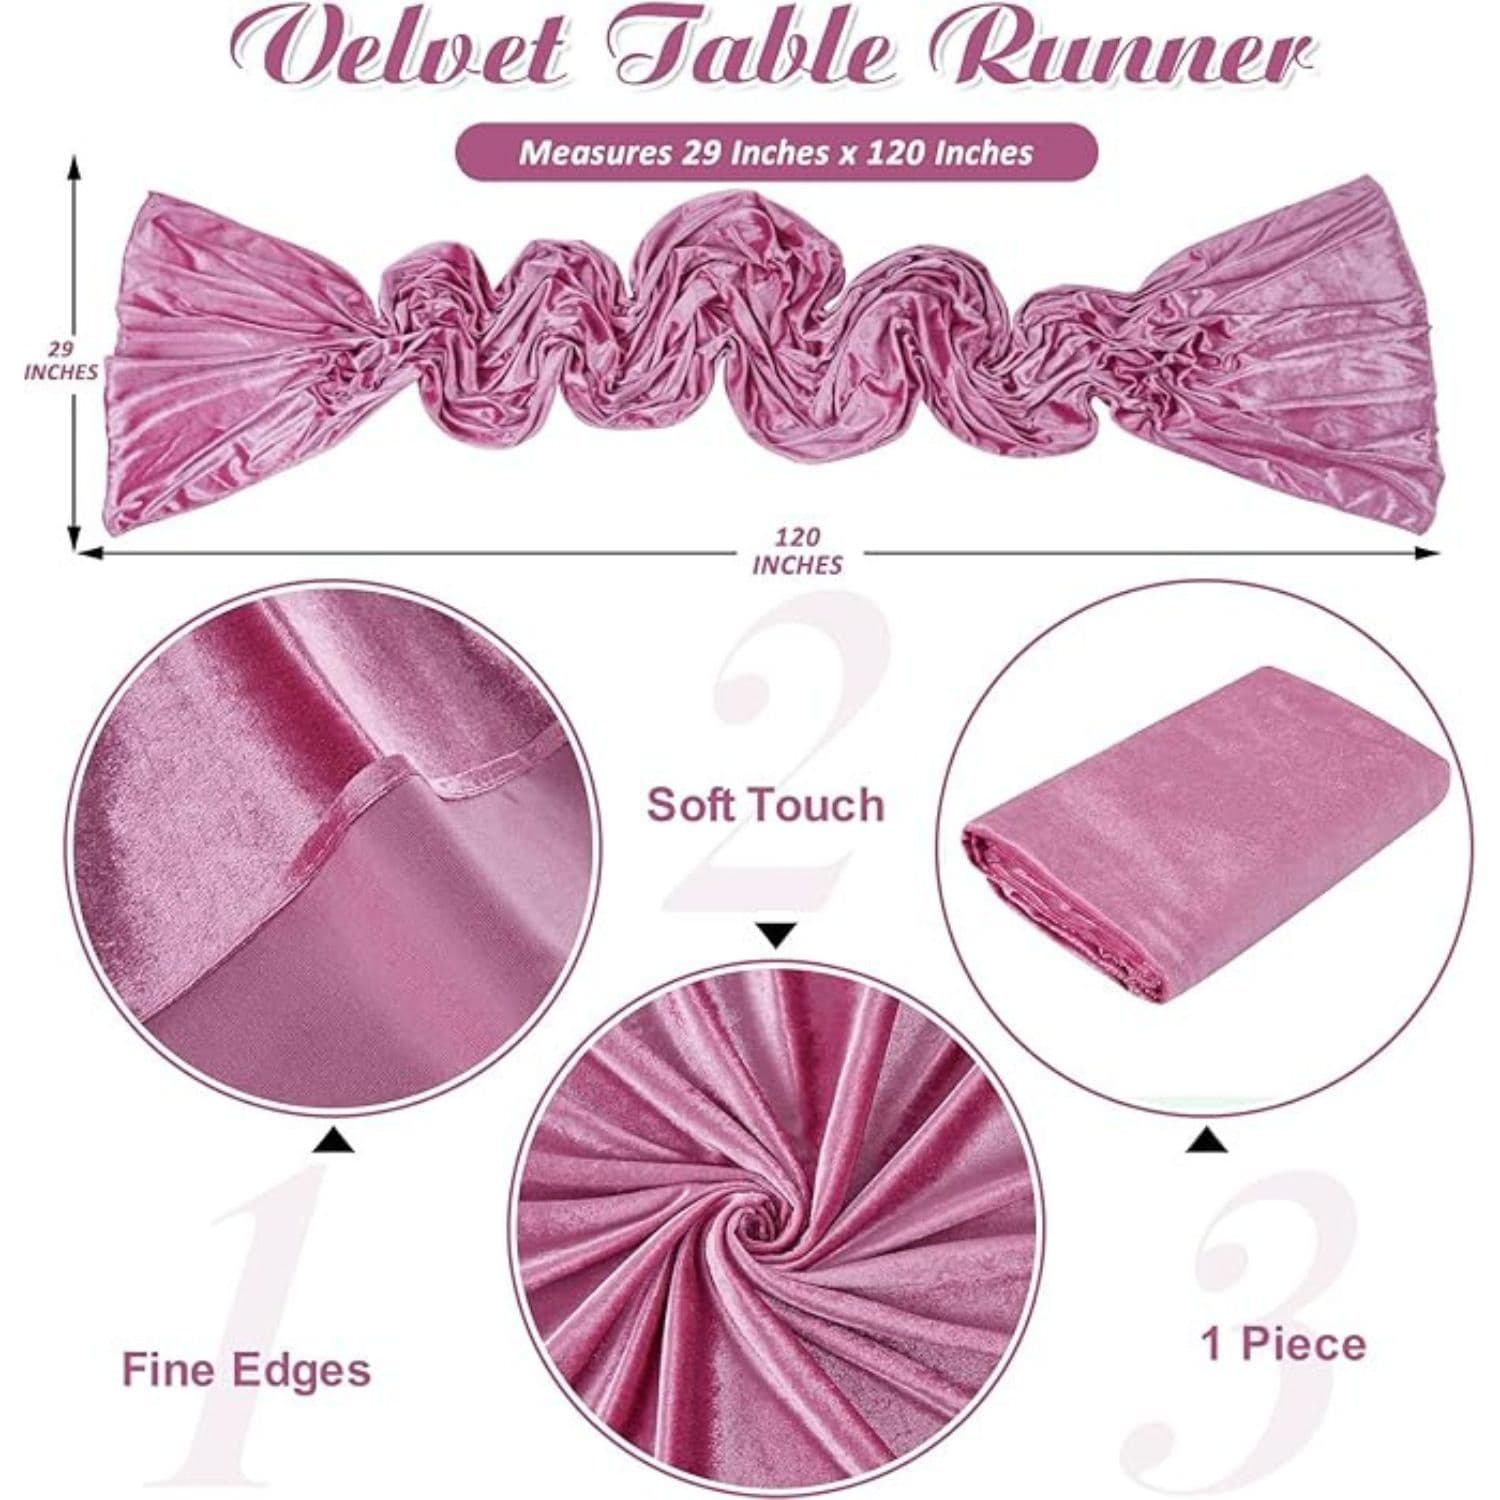 Velvet Table Runner
Measures 29 Inches x 120 Inches
29
INCHES
120
INCHES
2
Soft Touch
1
Fine Edges
3
1 Piece